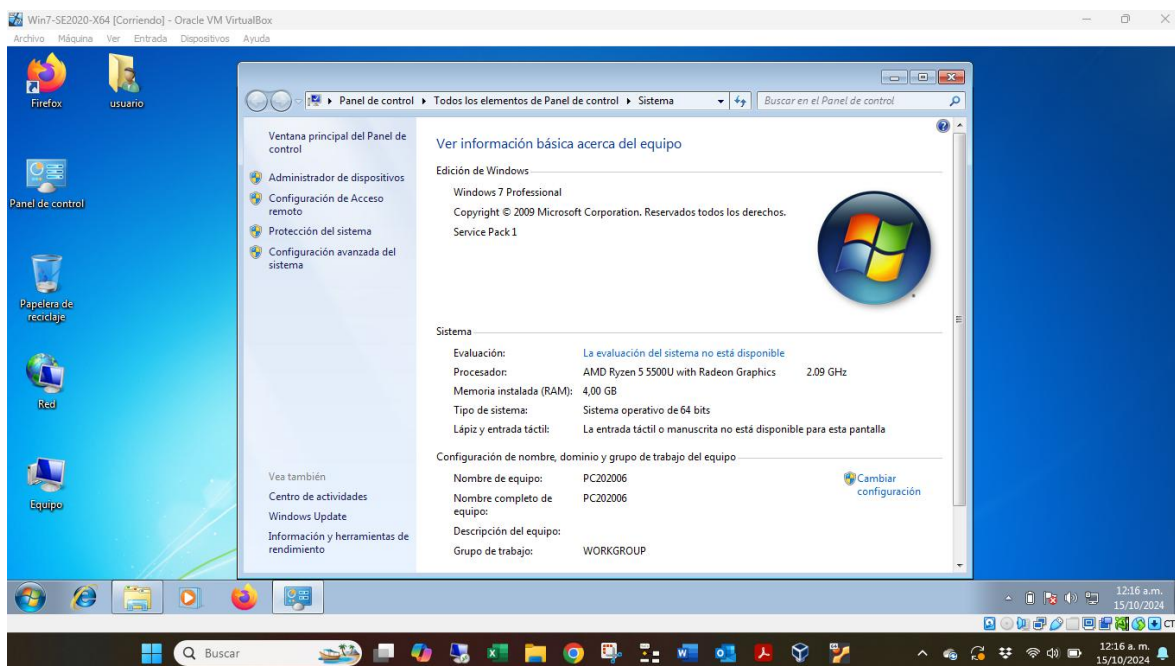 Win7-SE2020-X64 [Corriendo] - Oracle VM VirtualBox
Archivo Máquina Ver Entrada Dispositivos Ayuda
Firefox
usuario
Panel de control
Papelera de
reciclaje
Red
Equipo
Panel de control Todos los elementos de Panel de control Sistema
Buscar en el Panel de control
Ventana principal del Panel de
control
Administrador de dispositivos
Configuración de Acceso
remoto
Protección del sistema
Configuración avanzada del
sistema
Vea también
Centro de actividades
Windows Update
Información y herramientas de
rendimiento
Ver información básica acerca del equipo
Edición de Windows
Windows 7 Professional
Copyright © 2009 Microsoft Corporation. Reservados todos los derechos.
Service Pack 1
Sistema
Evaluación: La evaluación del sistema no está disponible
Procesador: AMD Ryzen 5 5500U with Radeon Graphics 2.09 GHz
Memoria instalada (RAM): 4,00 GB
Tipo de sistema: Sistema operativo de 64 bits
Lápiz y entrada táctil: La entrada táctil o manuscrita no está disponible para esta pantalla
Configuración de nombre, dominio y grupo de trabajo del equipo
Nombre de equipo: PC202006
Cambiar
configuración
Nombre completo de
equipo: PC202006
Descripción del equipo:
Grupo de trabajo: WORKGROUP
12:16 a.m.
15/10/2024
CT
Buscar
12:16 a. m.
15/10/2024